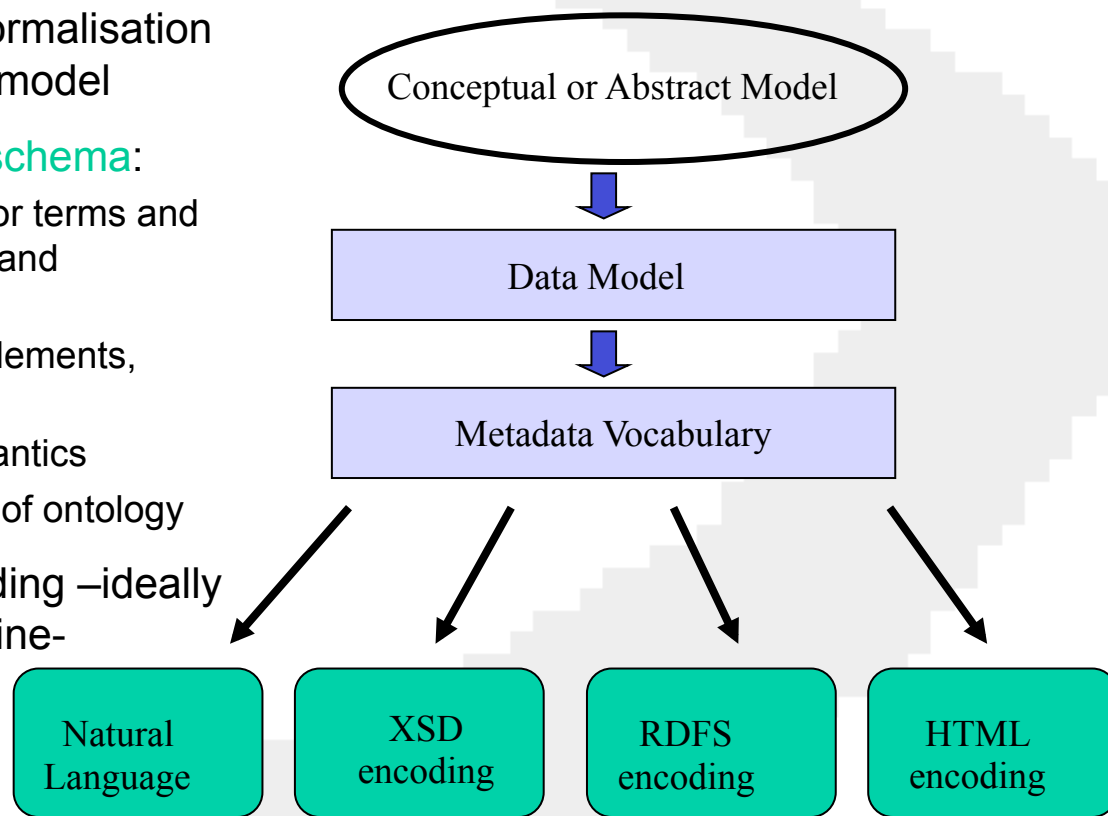 ormalisation
model
schema:
or terms and
and
lements,
antics
of ontology
ding –ideally
ine-
Conceptual or Abstract Model
Data Model
Metadata Vocabulary
Natural
Language
XSD
encoding
RDFS
encoding
HTML
encoding